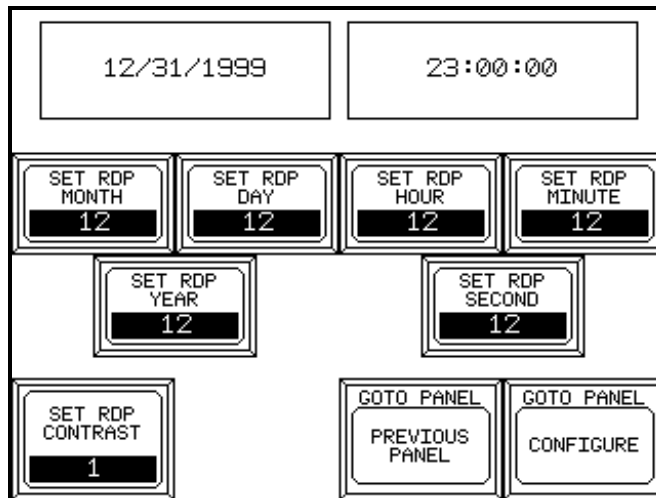 12/31/1999
23:00:00
SET RDP
MONTH
12
SET RDP
DAY
12
SET RDP
HOUR
12
SET RDP
MINUTE
12
SET RDP
YEAR
12
SET RDP
SECOND
12
SET RDP
CONTRAST
1
GOTO PANEL
PREVIOUS
PANEL
GOTO PANEL
CONFIGURE